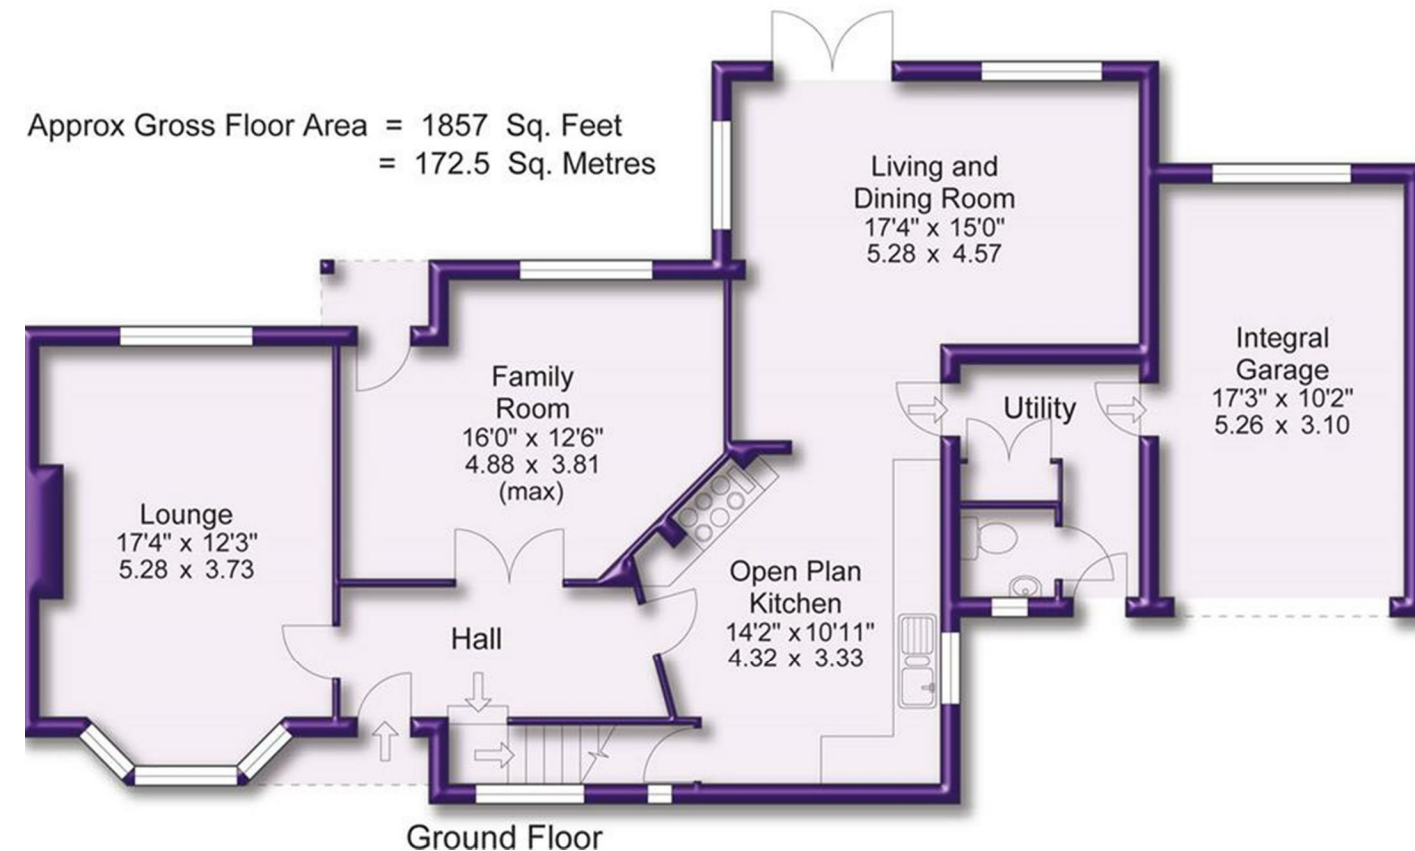 Approx Gross Floor Area = 1857 Sq. Feet
= 172.5 Sq. Metres
Living and
Dining Room
17'4" x 15'0"
5.28 x 4.57
Integral
Garage
17'3" x 10'2"
5.26 x 3.10
Family
Room
16'0" x 12'6"
4.88 x 3.81
(max)
Utility
Lounge
17'4" x 12'3"
5.28 x 3.73
Open Plan
Kitchen
14'2" x 10'11"
4.32 x 3.33
Hall
Ground Floor